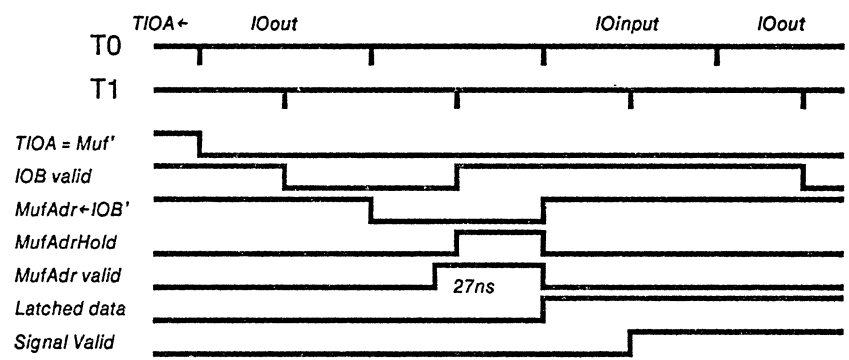 TIOA← IOout IOinput IOout
T0
T1
TIOA = Muf'
IOB valid
MufAdr←IOB'
MufAdrHold
MufAdr valid
27ns
Latched data
Signal Valid